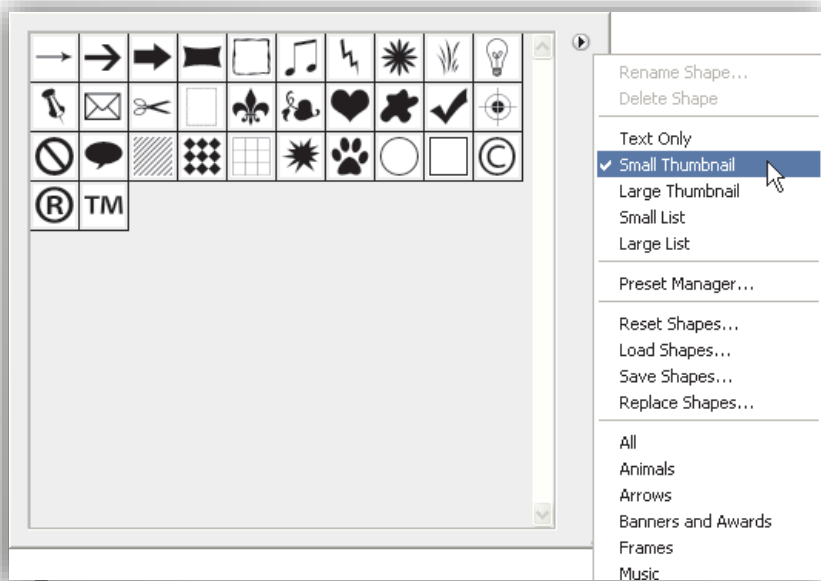 ©
® TM
Rename Shape...
Delete Shape
Text Only
Small Thumbnail
Large Thumbnail
Small List
Large List
Preset Manager...
Reset Shapes...
Load Shapes...
Save Shapes...
Replace Shapes...
All
Animals
Arrows
Banners and Awards
Frames
Music